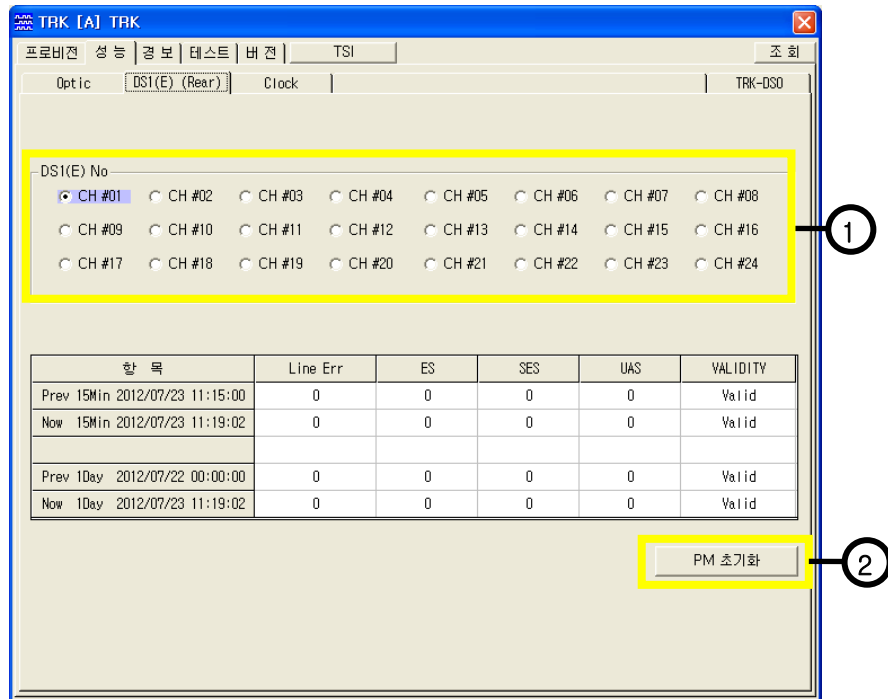 TRK [A] TRK
프로비젼 성 능 경 보 테스트 버 젼 TSI 조 회
Optic DS1(E) (Rear) Clock TRK-DS0
DS1(E) No
CH #01 CH #02 CH #03 CH #04 CH #05 CH #06 CH #07 CH #08
1
CH #09 CH #10 CH #11 CH #12 CH #13 CH #14 CH #15 CH #16
CH #17 CH #18 CH #19 CH #20 CH #21 CH #22 CH #23 CH #24
항 목 Line Err ES SES UAS VALIDITY
Prev 15Min 2012/07/23 11:15:00 0 0 0 0 Valid
Now 15Min 2012/07/23 11:19:02 0 0 0 0 Valid
Prev 1Day 2012/07/22 00:00:00 0 0 0 0 Valid
Now 1Day 2012/07/23 11:19:02 0 0 0 0 Valid
PM 초기화
2